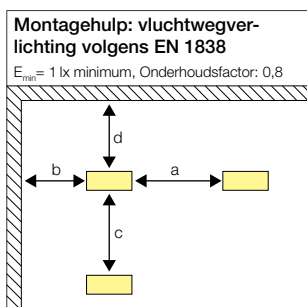 Montagehulp: vluchtwegver-
lichting volgens EN 1838
Emin= 1 lx minimum, Onderhoudsfactor: 0,8
d
b
a
c